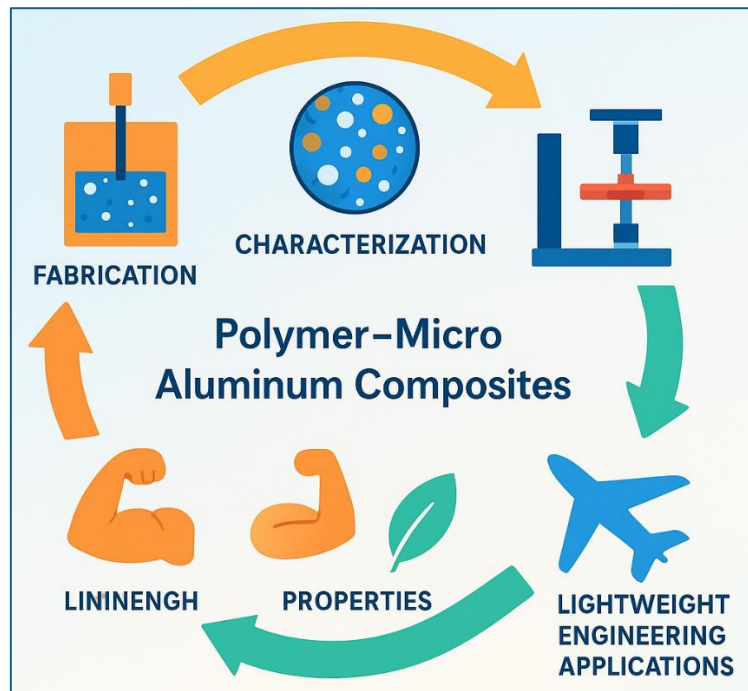 FABRICATION
CHARACTERIZATION
Polymer–Micro
Aluminum Composites
LININENGH
PROPERTIES
LIGHTWEIGHT
ENGINEERING
APPLICATIONS